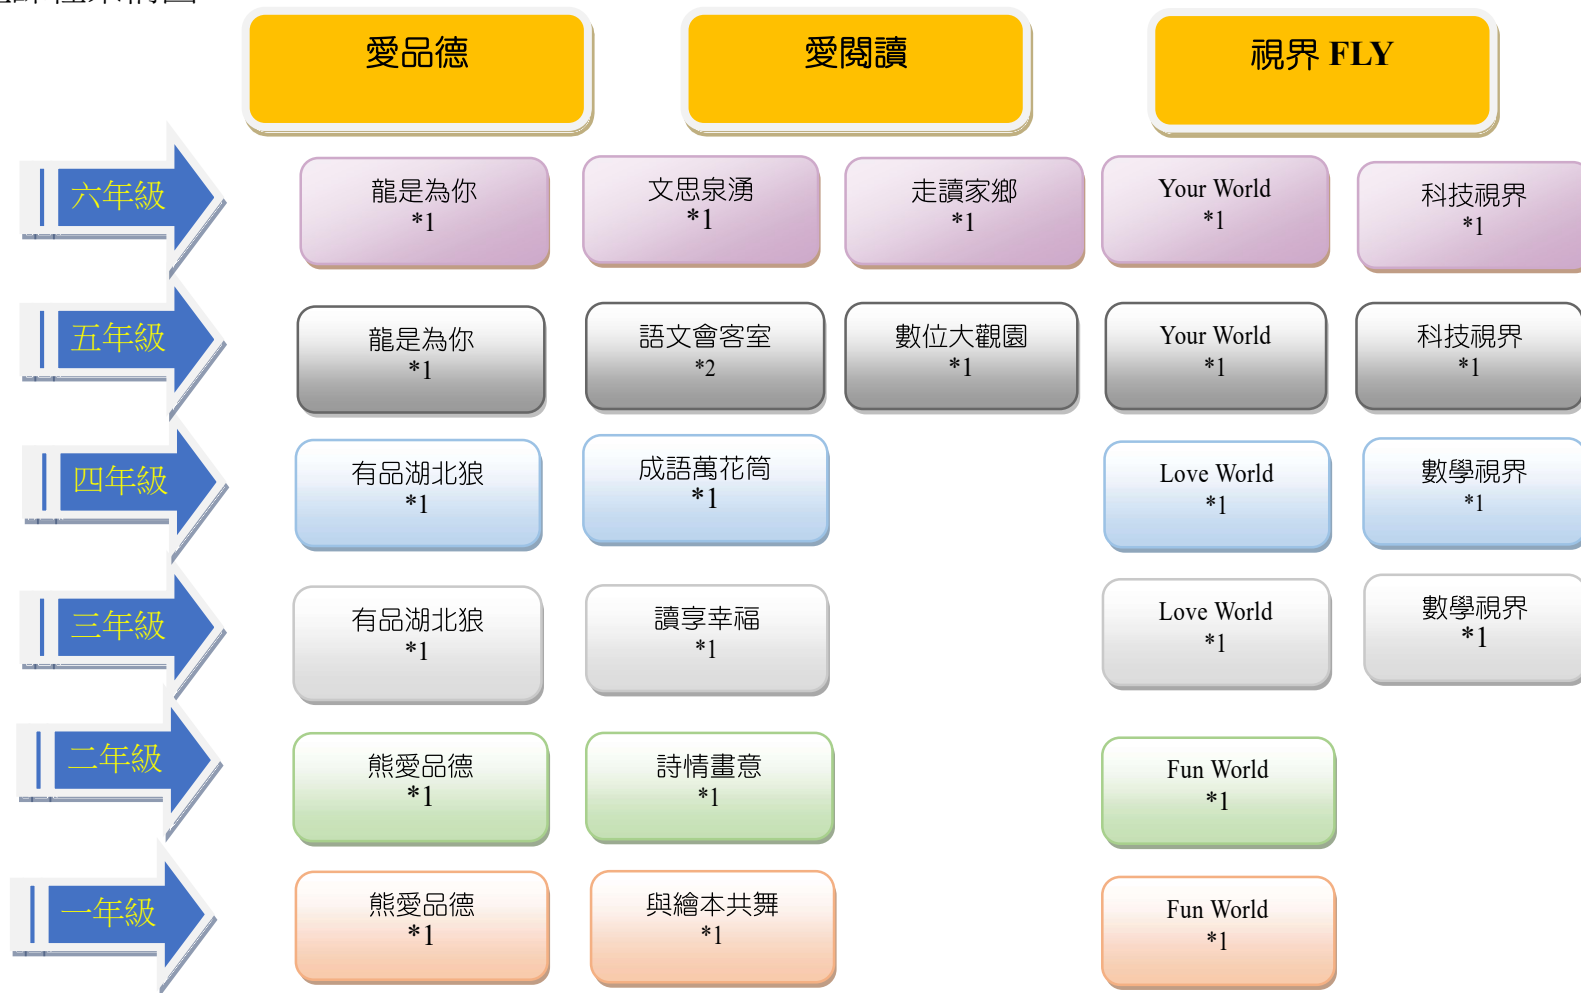 愛品德
愛閱讀
視界 FLY
六年級
龍是為你
*1
文思泉湧
*1
走讀家鄉
*1
Your World
*1
科技視界
*1
五年級
龍是為你
*1
語文會客室
*2
數位大觀園
*1
Your World
*1
科技視界
*1
四年級
有品湖北狼
*1
成語萬花筒
*1
Love World
*1
數學視界
*1
三年級
有品湖北狼
*1
讀享幸福
*1
Love World
*1
數學視界
*1
二年級
熊愛品德
*1
詩情畫意
*1
Fun World
*1
一年級
熊愛品德
*1
與繪本共舞
*1
Fun World
*1